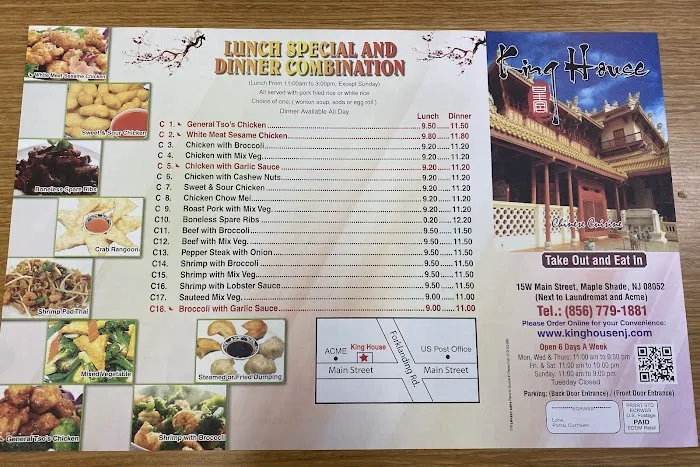 LUNCH SPECIAL AND
DINNER COMBINATION
(Lunch From 11:00am to 3:00pm, Except Sunday)
All served with pork fried rice or white rice
Choice of one: ( wonton soup, soda or egg roll )
Dinner Available All Day
Lunch Dinner
C 1. General Tso's Chicken 9.50 11.50
C 2. White Meat Sesame Chicken 9.80 11.80
C 3. Chicken with Broccoli 9.20 11.20
C 4. Chicken with Mix Veg. 9.20 11.20
C 5. Chicken with Garlic Sauce 9.20 11.20
C 6. Chicken with Cashew Nuts 9.20 11.20
C 7. Sweet & Sour Chicken 9.20 11.20
C 8. Chicken Chow Mei 9.20 11.20
C 9. Roast Pork with Mix Veg. 9.20 11.20
C10. Boneless Spare Ribs 0.20 12.20
C11. Beef with Broccoli 9.50 11.50
C12. Beef with Mix Veg. 9.50 11.50
C13. Pepper Steak with Onion 9.50 11.50
C14. Shrimp with Broccoli 9.50 11.50
C15. Shrimp with Mix Veg. 9.50 11.50
C16. Shrimp with Lobster Sauce 9.50 11.50
C17. Sauteed Mix Veg. 9.00 11.00
C18. Broccoli with Garlic Sauce 9.00 11.00
White Meat Sesame Chicken
Sweet & Sour Chicken
Boneless Spare Ribs
Crab Rangoon
Shrimp Pad Thai
Mixed Vegetable
Steamed or Fried Dumping
General Tso's Chicken
Shrimp with Broccoli
ACME
King House
Main Street
Forklanding Rd.
US Post Office
Main Street
King House
Chinese Cuisine
Take Out and Eat In
15W Main Street, Maple Shade, NJ 08052
(Next to Laundromat and Acme)
Tel.: (856) 779-1881
Please Order Online for Your Convenience:
www.kinghousenj.com
Open 6 Days A Week
Mon, Wed & Thurs: 11:00 am to 9:00 pm
Fri. & Sat: 11:00 am to 10:00 pm
Sunday: 11:00 am to 9:00 pm
Tuesday Closed
Parking: (Back Door Entrance) / (Front Door Entrance)
Local
Postal Customer
PRSRT STD
ECRWSS
U.S. Postage
PAID
EDDM Retail